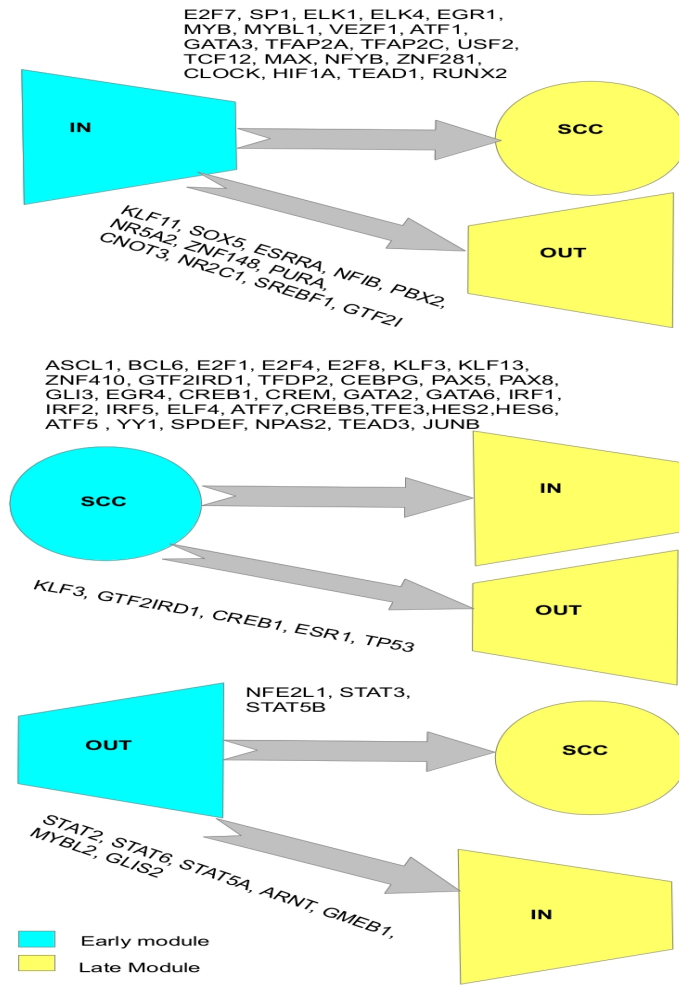 E2F7, SP1, ELK1, ELK4, EGR1,
MYB, MYBL1, VEZF1, ATF1,
GATA3, TFAP2A, TFAP2C, USF2,
TCF12, MAX, NFYB, ZNF281,
CLOCK, HIF1A, TEAD1, RUNX2
IN
SCC
KLF11, SOX5, ESRRA, NFIB, PBX2,
NR5A2, ZNF148, PURA,
CNOT3, NR2C1, SREBF1, GTF2I
OUT
ASCL1, BCL6, E2F1, E2F4, E2F8, KLF3, KLF13,
ZNF410, GTF2IRD1, TFDP2, CEBPG, PAX5, PAX8,
GLI3, EGR4, CREB1, CREM, GATA2, GATA6, IRF1,
IRF2, IRF5, ELF4, ATF7,CREB5,TFE3,HES2,HES6,
ATF5 , YY1, SPDEF, NPAS2, TEAD3, JUNB
SCC
IN
KLF3, GTF2IRD1, CREB1, ESR1, TP53
OUT
NFE2L1, STAT3,
STAT5B
OUT
SCC
STAT2, STAT6, STAT5A, ARNT, GMEB1,
MYBL2, GLIS2
IN
Early module
Late Module